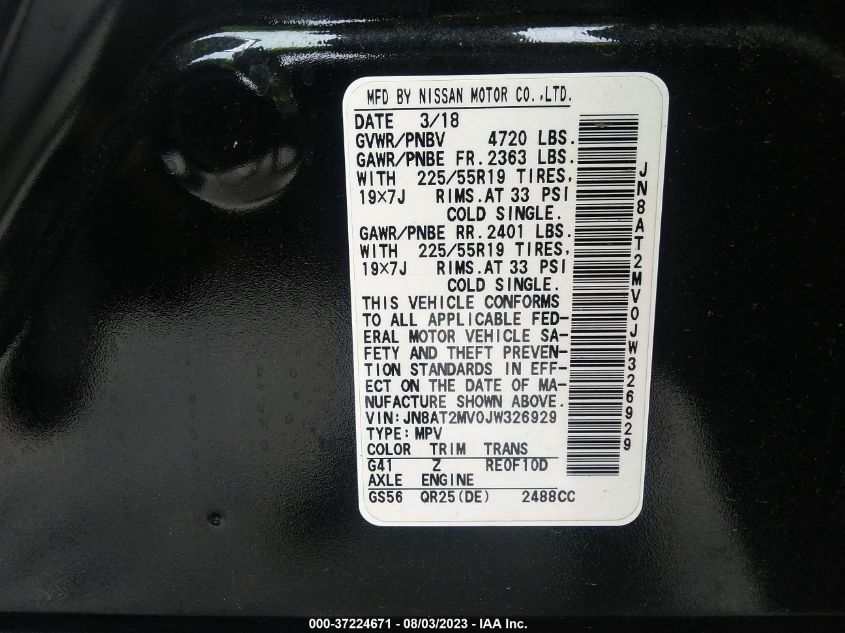 MFD BY NISSAN MOTOR CO.,LTD.
DATE 3/18
GVWR/PNBV 4720 LBS.
GAWR/PNBE FR. 2363 LBS.
WITH 225/55R19 TIRES,
19×7J RIMS.AT 33 PSI
COLD SINGLE.
GAWR/PNBE RR. 2401 LBS.
WITH 225/55R19 TIRES,
19×7J RIMS.AT 33 PSI
COLD SINGLE.
THIS VEHICLE CONFORMS
TO ALL APPLICABLE FED-
ERAL MOTOR VEHICLE SA-
FETY AND THEFT PREVEN-
TION STANDARDS IN EFF-
ECT ON THE DATE OF MA-
NUFACTURE SHOWN ABOVE.
VIN:JN8AT2MV0JW326929
TYPE:MPV
COLOR TRIM TRANS
G41 Z RE0F10D
AXLE ENGINE
GS56 QR25(DE) 2488CC
JN8AT2MV0JW326929
000-37224671 - 08/03/2023 - IAA Inc.